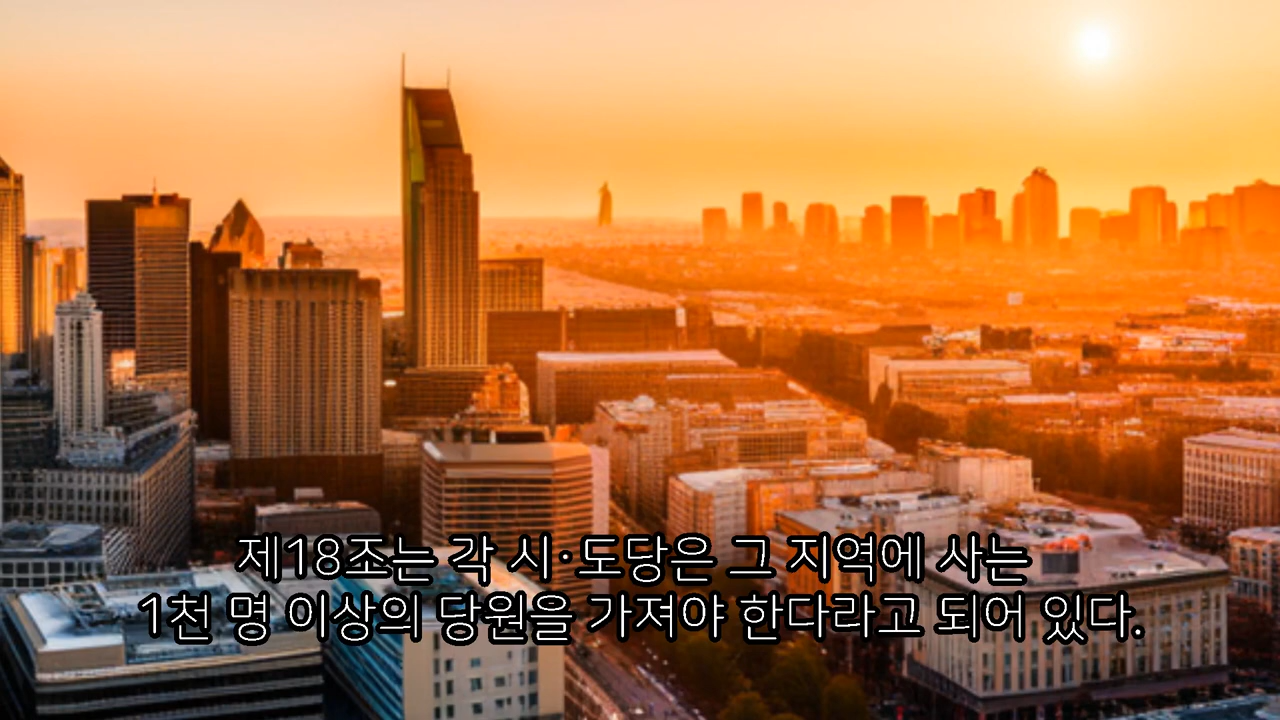 제18조는 각 시·도당은 그 지역에 사는
1천 명 이상의 당원을 가져야 한다라고 되어 있다.